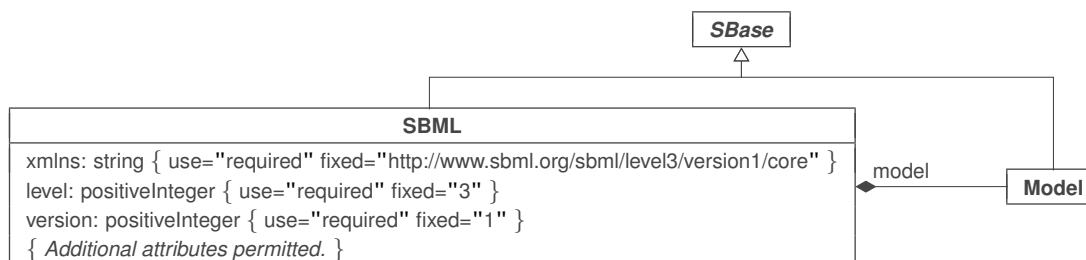 SBase
SBML
xmlns: string { use="required" fixed="http://www.sbml.org/sbml/level3/version1/core" }
level: positiveInteger { use="required" fixed="3" }
version: positiveInteger { use="required" fixed="1" }
{ Additional attributes permitted. }
model
Model